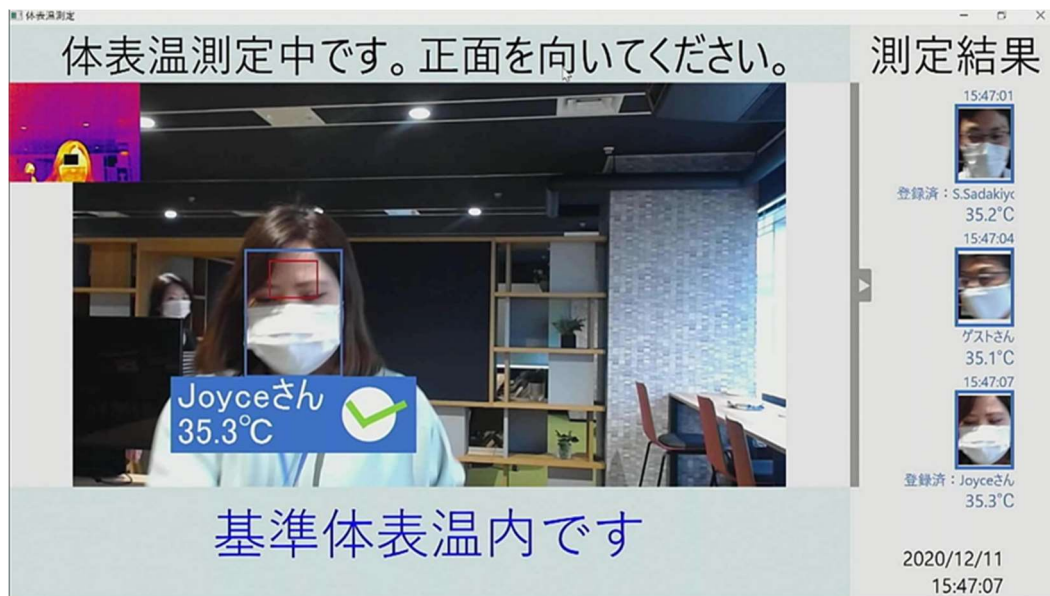 体表温測定
体表温測定中です。正面を向いてください。
測定結果
15:47:01
登録済：S.Sadakiyo
35.2°C
15:47:04
ゲストさん
35.1°C
15:47:07
登録済：Joyceさん
35.3°C
Joyceさん
35.3°C
基準体表温内です
2020/12/11
15:47:07